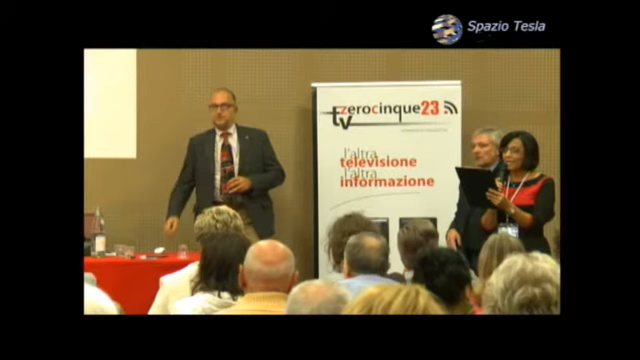 Spazio Tesla
zerocinque23
tv
l'altra
televisione
l'altra
informazione